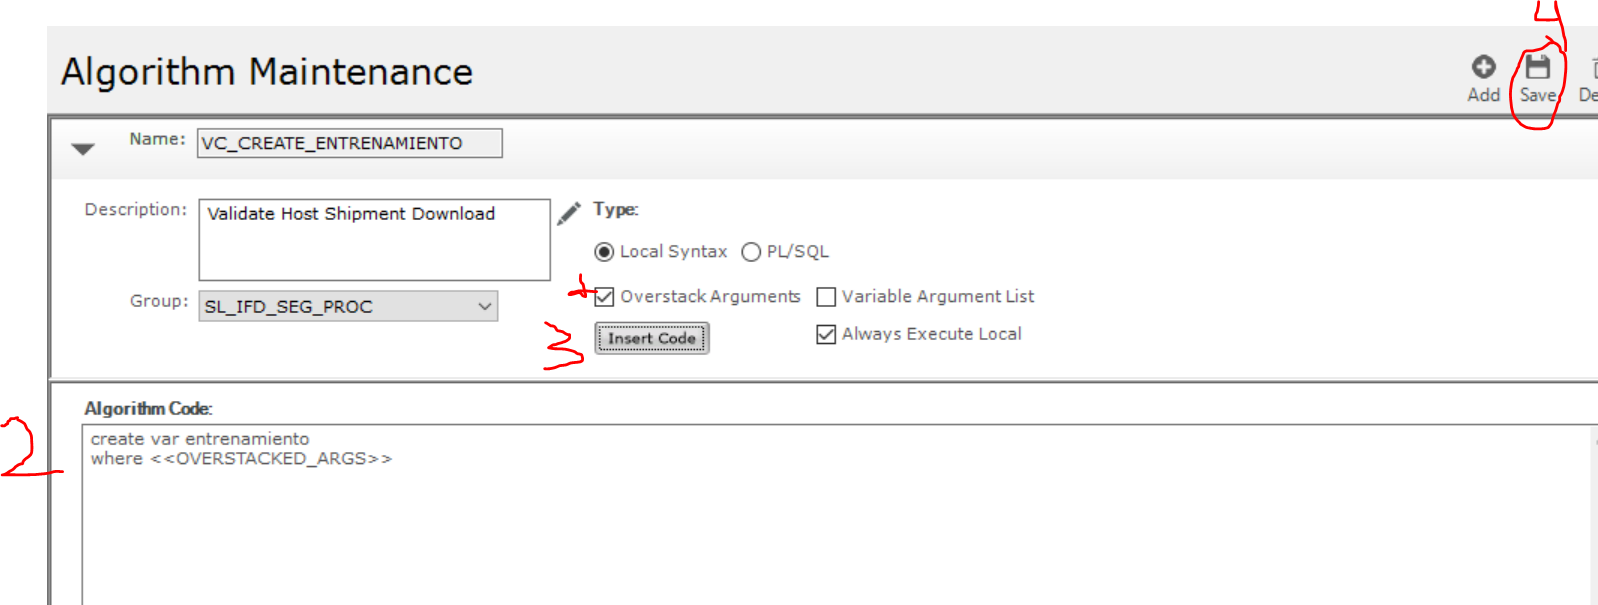 4
Algorithm Maintenance
Add Save De
Name: VC_CREATE_ENTRENAMIENTO
Description: Validate Host Shipment Download
Type:
Local Syntax PL/SQL
Group: SL_IFD_SEG_PROC
Overstack Arguments Variable Argument List
3 Insert Code Always Execute Local
Algorithm Code:
2
create var entrenamiento
where <<OVERSTACKED_ARGS>>